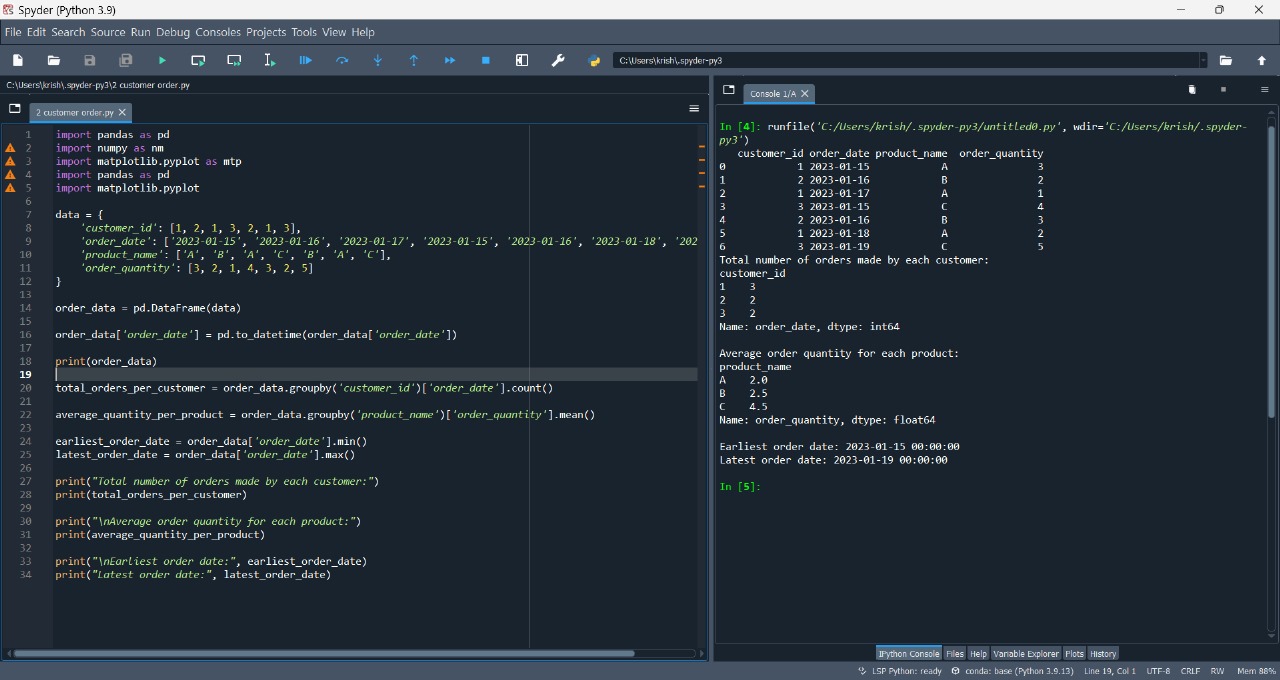 Spyder (Python 3.9)
File Edit Search Source Run Debug Consoles Projects Tools View Help
C:\Users\krish\.spyder-py3
C:\Users\krish\.spyder-py3\2 customer order.py
2 customer order.py
1 import pandas as pd
2 import numpy as nm
3 import matplotlib.pyplot as mtp
4 import pandas as pd
5 import matplotlib.pyplot
6
7 data = {
8 'customer_id': [1, 2, 1, 3, 2, 1, 3],
9 'order_date': ['2023-01-15', '2023-01-16', '2023-01-17', '2023-01-15', '2023-01-16', '2023-01-18', '202
10 'product_name': ['A', 'B', 'A', 'C', 'B', 'A', 'C'],
11 'order_quantity': [3, 2, 1, 4, 3, 2, 5]
12 }
13
14 order_data = pd.DataFrame(data)
15
16 order_data['order_date'] = pd.to_datetime(order_data['order_date'])
17
18 print(order_data)
19
20 total_orders_per_customer = order_data.groupby('customer_id')['order_date'].count()
21
22 average_quantity_per_product = order_data.groupby('product_name')['order_quantity'].mean()
23
24 earliest_order_date = order_data['order_date'].min()
25 latest_order_date = order_data['order_date'].max()
26
27 print("Total number of orders made by each customer:")
28 print(total_orders_per_customer)
29
30 print("\nAverage order quantity for each product:")
31 print(average_quantity_per_product)
32
33 print("\nEarliest order date:", earliest_order_date)
34 print("Latest order date:", latest_order_date)
Console 1/A
In [4]: runfile('C:/Users/krish/.spyder-py3/untitled0.py', wdir='C:/Users/krish/.spyder-
py3')
customer_id order_date product_name order_quantity
0 1 2023-01-15 A 3
1 2 2023-01-16 B 2
2 1 2023-01-17 A 1
3 3 2023-01-15 C 4
4 2 2023-01-16 B 3
5 1 2023-01-18 A 2
6 3 2023-01-19 C 5
Total number of orders made by each customer:
customer_id
1 3
2 2
3 2
Name: order_date, dtype: int64
Average order quantity for each product:
product_name
A 2.0
B 2.5
C 4.5
Name: order_quantity, dtype: float64
Earliest order date: 2023-01-15 00:00:00
Latest order date: 2023-01-19 00:00:00
In [5]:
IPython Console Files Help Variable Explorer Plots History
LSP Python: ready conda: base (Python 3.9.13) Line 19, Col 1 UTF-8 CRLF RW Mem 88%